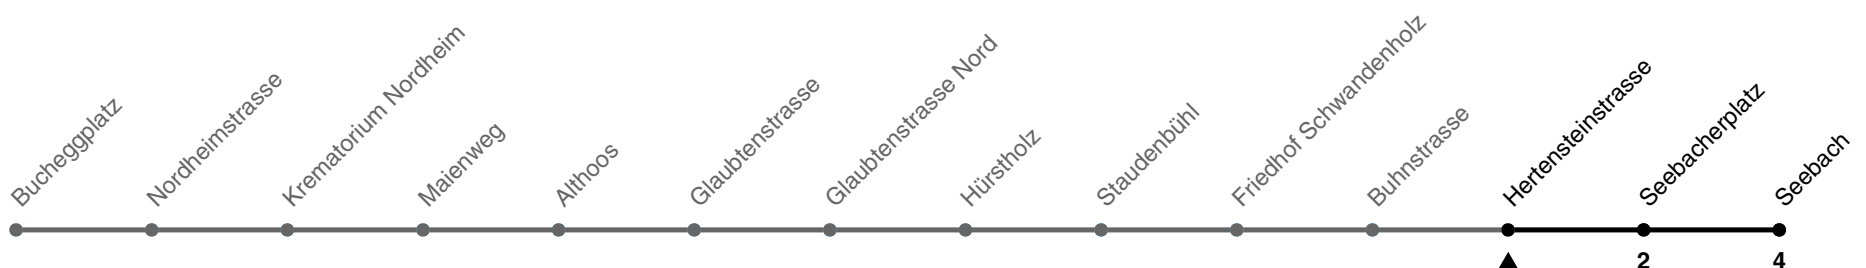 Bucheggplatz
Nordheimstrasse
Krematorium Nordheim
Maienweg
Althoos
Glaubtenstrasse
Glaubtenstrasse Nord
Hürstholz
Staudenbühl
Friedhof Schwandenholz
Buhnstrasse
Hertensteinstrasse
Seebacherplatz
Seebach
2
4